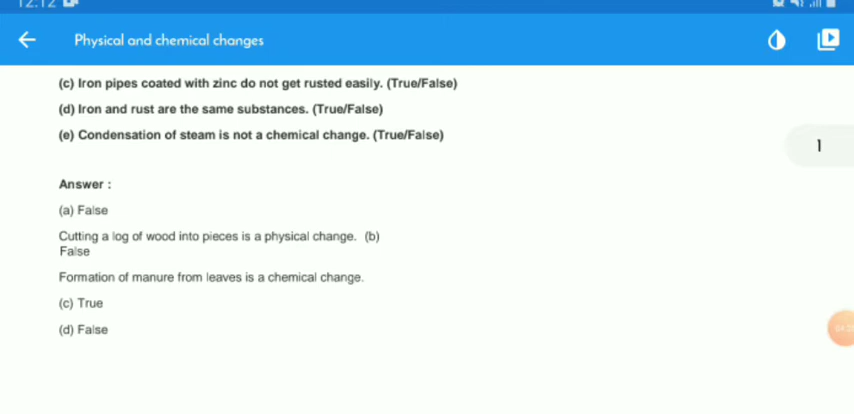 12:12
Physical and chemical changes
(c) Iron pipes coated with zinc do not get rusted easily. (True/False)
(d) Iron and rust are the same substances. (True/False)
(e) Condensation of steam is not a chemical change. (True/False)
1
Answer :
(a) False
Cutting a log of wood into pieces is a physical change. (b)
False
Formation of manure from leaves is a chemical change.
(c) True
(d) False